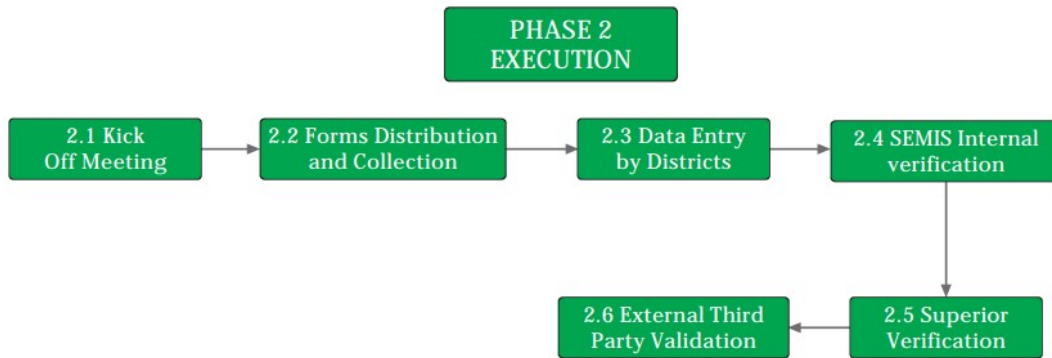 PHASE 2
EXECUTION
2.1 Kick
Off Meeting
2.2 Forms Distribution
and Collection
2.3 Data Entry
by Districts
2.4 SEMIS Internal
verification
2.5 Superior
Verification
2.6 External Third
Party Validation